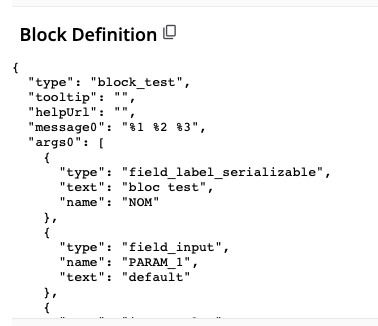 Block Definition
{
  "type": "block_test",
  "tooltip": "",
  "helpUrl": "",
  "message0": "%1 %2 %3",
  "args0": [
    {
      "type": "field_label_serializable",
      "text": "bloc test",
      "name": "NOM"
    },
    {
      "type": "field_input",
      "name": "PARAM_1",
      "text": "default"
    },
    {